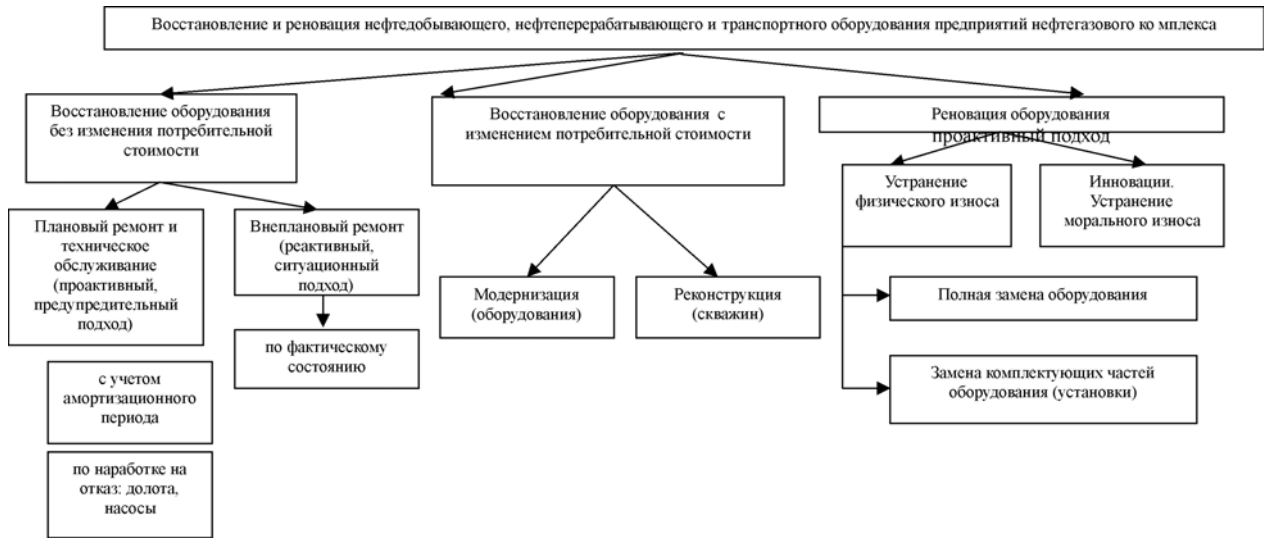 Восстановление и реновация нефтедобывающего, нефтеперерабатывающего и транспортного оборудования предприятий нефтегазового ко мплекса
Восстановление оборудования
без изменения потребительной
стоимости
Восстановление оборудования с
изменением потребительной стоимости
Реновация оборудования
проактивный подход
Плановый ремонт и
техническое
обслуживание
(проактивный,
предупредительный
подход)
Внеплановый ремонт
(реактивный,
ситуационный
подход)
по фактическому
состоянию
с учетом
амортизационного
периода
по наработке на
отказ: долота,
насосы
Модернизация
(оборудования)
Реконструкция
(скважин)
Устранение
физического износа
Инновации.
Устранение
морального износа
Полная замена оборудования
Замена комплектующих частей
оборудования (установки)